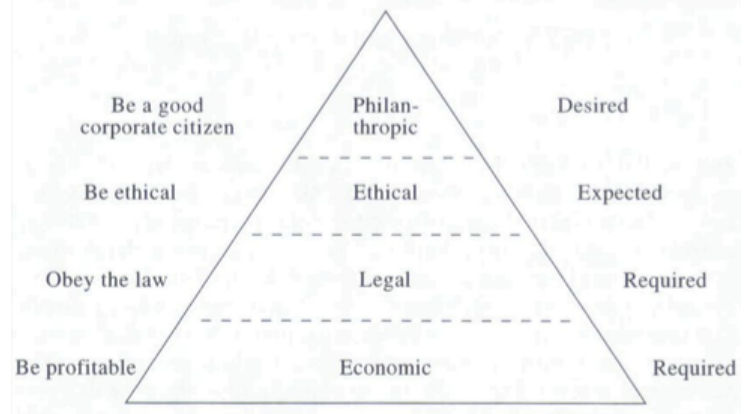 Be a good
corporate citizen
Philan-
thropic
Desired
Be ethical
Ethical
Expected
Obey the law
Legal
Required
Be profitable
Economic
Required